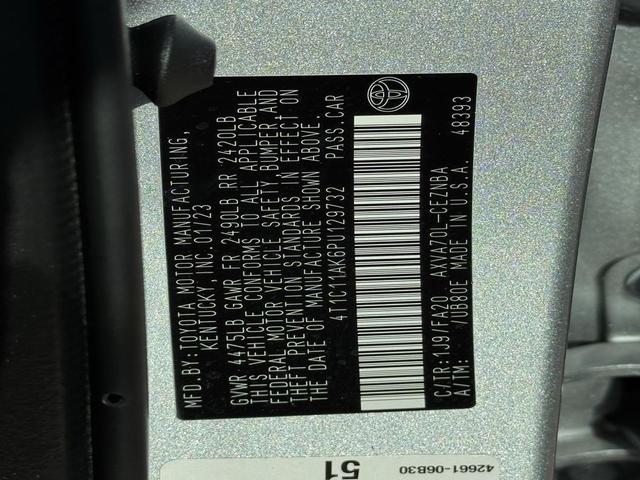 MFD.BY:TOYOTA MOTOR MANUFACTURING,
KENTUCKY, INC. 01/23
GVWR 4475LB GAWR FR 2490LB RR 2420LB
THIS VEHICLE CONFORMS TO ALL APPLICABLE
FEDERAL MOTOR VEHICLE SAFETY BUMPER, AND
THEFT PREVENTION STANDARDS IN EFFECT ON
THE DATE OF MANUFACTURE SHOWN ABOVE.
4T1C11AK6PU129732 PASS.CAR
C/TR:1J9/FA20 AXVA70L-CEZNBA
A/TM: /UB80E MADE IN U.S.A. 48393
42661-06B30
51